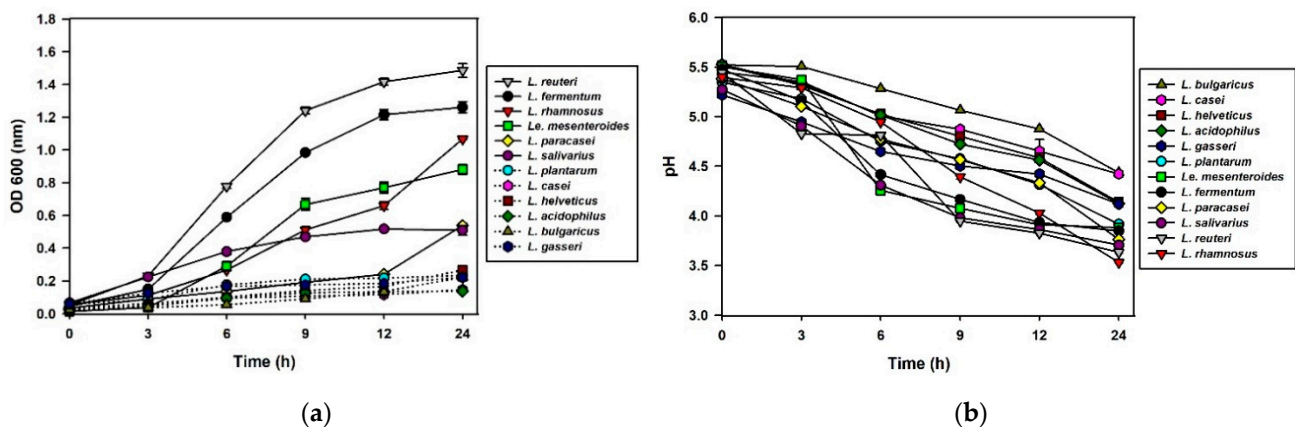 1.8
1.6
1.4
1.2
1.0
0.8
0.6
0.4
0.2
0.0
OD 600 (nm)
0 3 6 9 12 24
Time (h)
L. reuteri
L. fermentum
L. rhamnosus
Le. mesenteroides
L. paracasei
L. salivarius
L. plantarum
L. casei
L. helveticus
L. acidophilus
L. bulgaricus
L. gasseri
(a)
6.0
5.5
5.0
4.5
4.0
3.5
3.0
pH
0 3 6 9 12 24
Time (h)
L. bulgaricus
L. casei
L. helveticus
L. acidophilus
L. gasseri
L. plantarum
Le. mesenteroides
L. fermentum
L. paracasei
L. salivarius
L. reuteri
L. rhamnosus
(b)